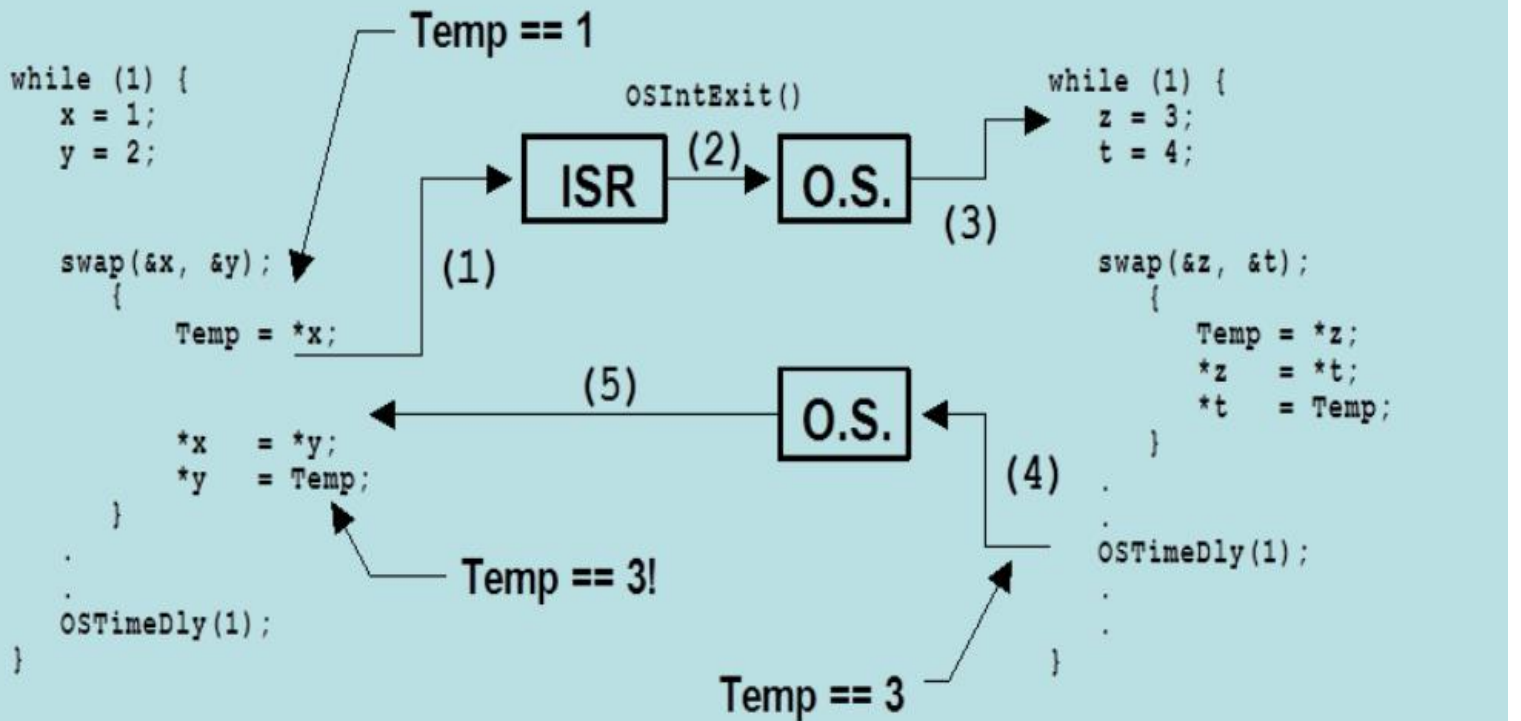 Temp == 1
while (1) {
x = 1;
y = 2;
swap(&x, &y);
{
Temp = *x;
*x = *y;
*y = Temp;
}
.
.
OSTimeDly(1);
}
Temp == 3!
(1)
ISR
OSIntExit()
(2)
O.S.
(3)
while (1) {
z = 3;
t = 4;
swap(&z, &t);
{
Temp = *z;
*z = *t;
*t = Temp;
}
.
.
OSTimeDly(1);
.
.
}
Temp == 3
(4)
O.S.
(5)